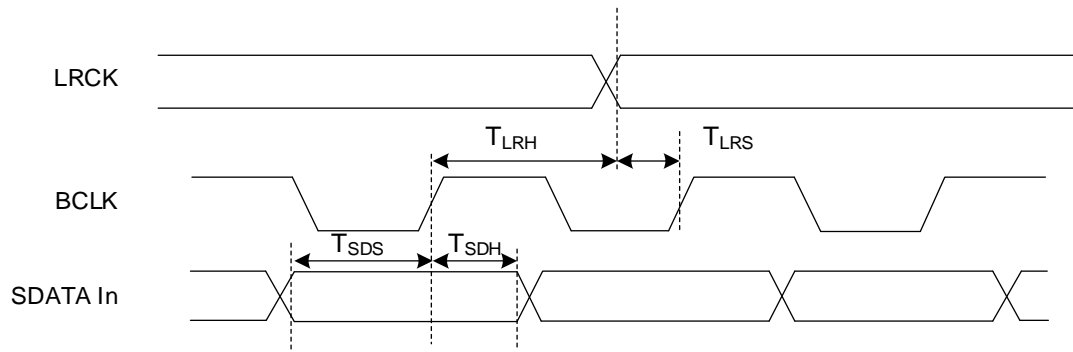 LRCK
TLRH
TLRS
BCLK
TSDS
TSDH
SDATA In